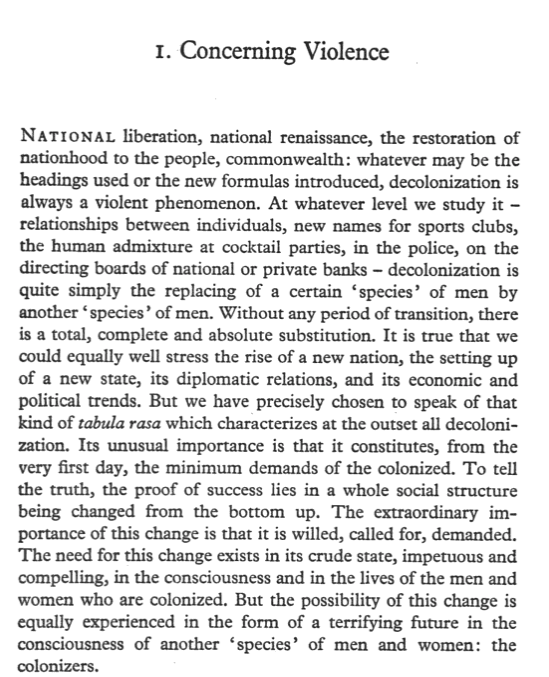 1. Concerning Violence
NATIONAL liberation, national renaissance, the restoration of
nationhood to the people, commonwealth: whatever may be the
headings used or the new formulas introduced, decolonization is
always a violent phenomenon. At whatever level we study it –
relationships between individuals, new names for sports clubs,
the human admixture at cocktail parties, in the police, on the
directing boards of national or private banks – decolonization is
quite simply the replacing of a certain ‘species’ of men by
another ‘species’ of men. Without any period of transition, there
is a total, complete and absolute substitution. It is true that we
could equally well stress the rise of a new nation, the setting up
of a new state, its diplomatic relations, and its economic and
political trends. But we have precisely chosen to speak of that
kind of tabula rasa which characterizes at the outset all decoloni-
zation. Its unusual importance is that it constitutes, from the
very first day, the minimum demands of the colonized. To tell
the truth, the proof of success lies in a whole social structure
being changed from the bottom up. The extraordinary im-
portance of this change is that it is willed, called for, demanded.
The need for this change exists in its crude state, impetuous and
compelling, in the consciousness and in the lives of the men and
women who are colonized. But the possibility of this change is
equally experienced in the form of a terrifying future in the
consciousness of another ‘species’ of men and women: the
colonizers.